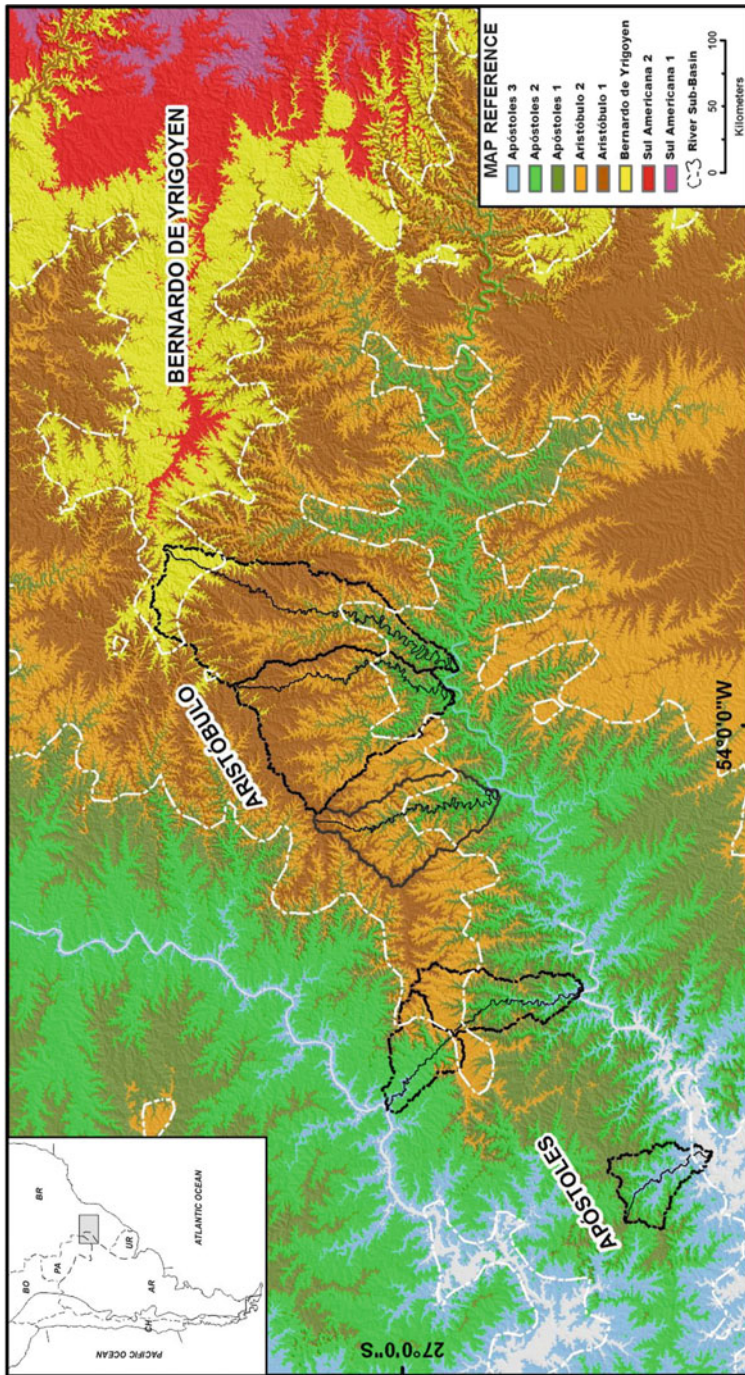 BO
BR
PA
PACIFIC OCEAN
CH
AR
UR
ATLANTIC OCEAN
BERNARDO DE YRIGOYEN
ARISTÓBULO
APÓSTOLES
27°0'0"S
54°0'0"W
MAP REFERENCE
Apóstoles 3
Apóstoles 2
Apóstoles 1
Aristóbulo 2
Aristóbulo 1
Bernardo de Yrigoyen
Sul Americana 2
Sul Americana 1
River Sub-Basin
0 50 100
Kilometers